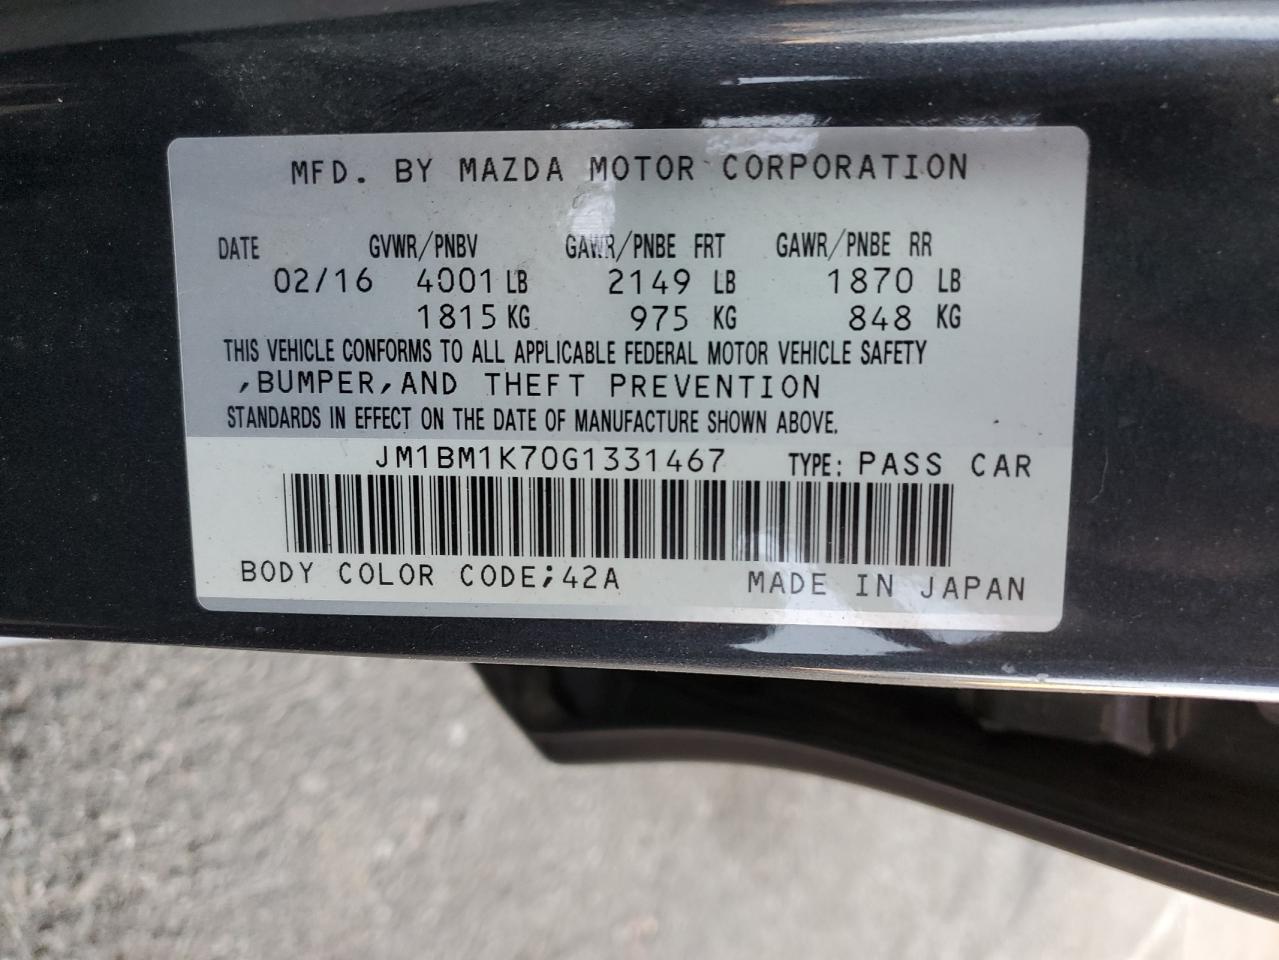 MFD. BY MAZDA MOTOR CORPORATION
DATE GVWR/PNBV GAWR/PNBE FRT GAWR/PNBE RR
02/16 4001 LB 2149 LB 1870 LB
1815 KG 975 KG 848 KG
THIS VEHICLE CONFORMS TO ALL APPLICABLE FEDERAL MOTOR VEHICLE SAFETY
,BUMPER,AND THEFT PREVENTION
STANDARDS IN EFFECT ON THE DATE OF MANUFACTURE SHOWN ABOVE.
JM1BM1K70G1331467 TYPE: PASS CAR
BODY COLOR CODE;42A MADE IN JAPAN